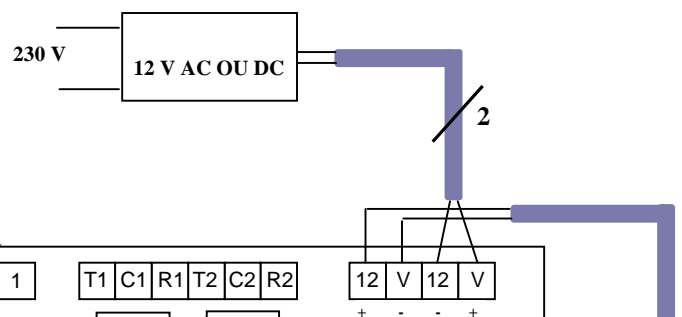 230 V
12 V AC OU DC
2
1 T1 C1 R1 T2 C2 R2 12 V 12 V
+ - - +